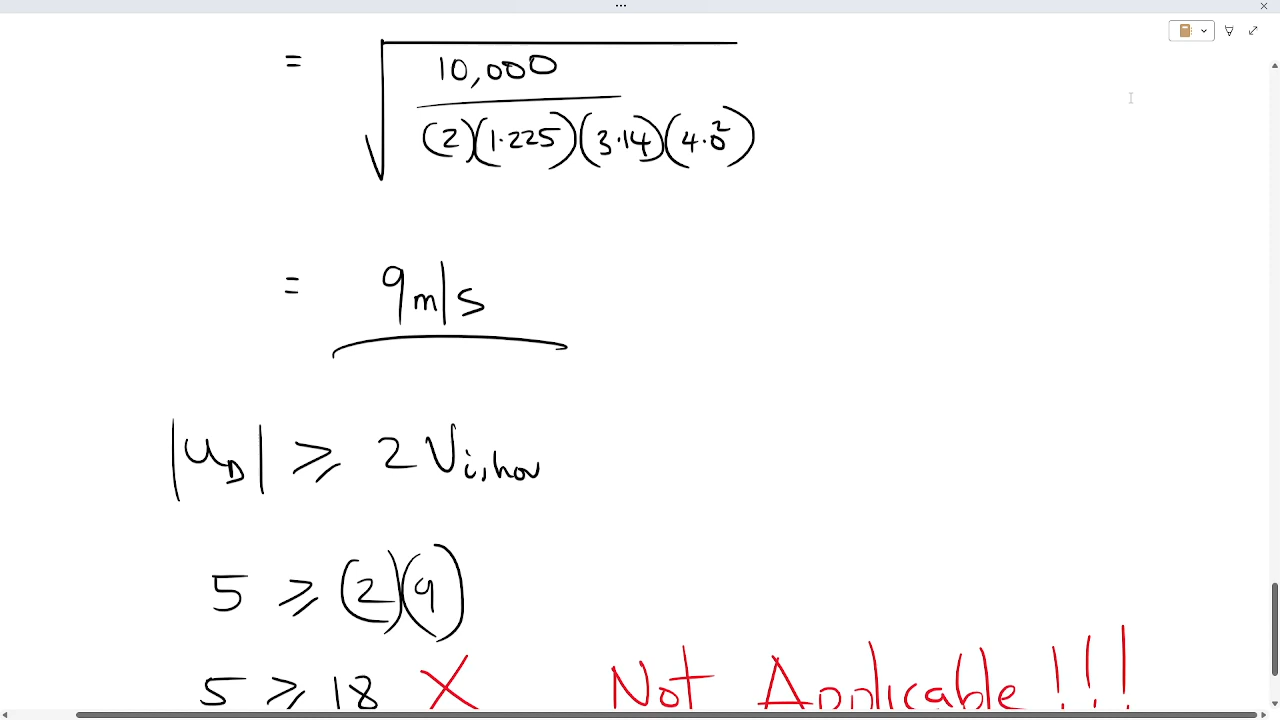 = √ 10,000
(2)(1.225)(3.14)(4.0²)
= 9m/s
|u_D| ⩾ 2V_i,hov
5 ⩾ (2)(9)
5 ⩾ 18 X Not Applicable!!!